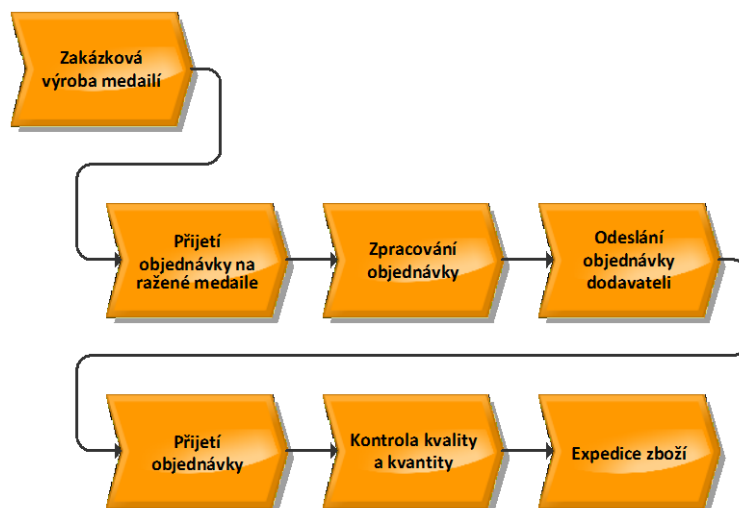 Zakázková
výroba medailí
Přijetí
objednávky na
ražené medaile
Zpracování
objednávky
Odeslání
objednávky
dodavateli
Přijetí
objednávky
Kontrola kvality
a kvantity
Expedice zboží